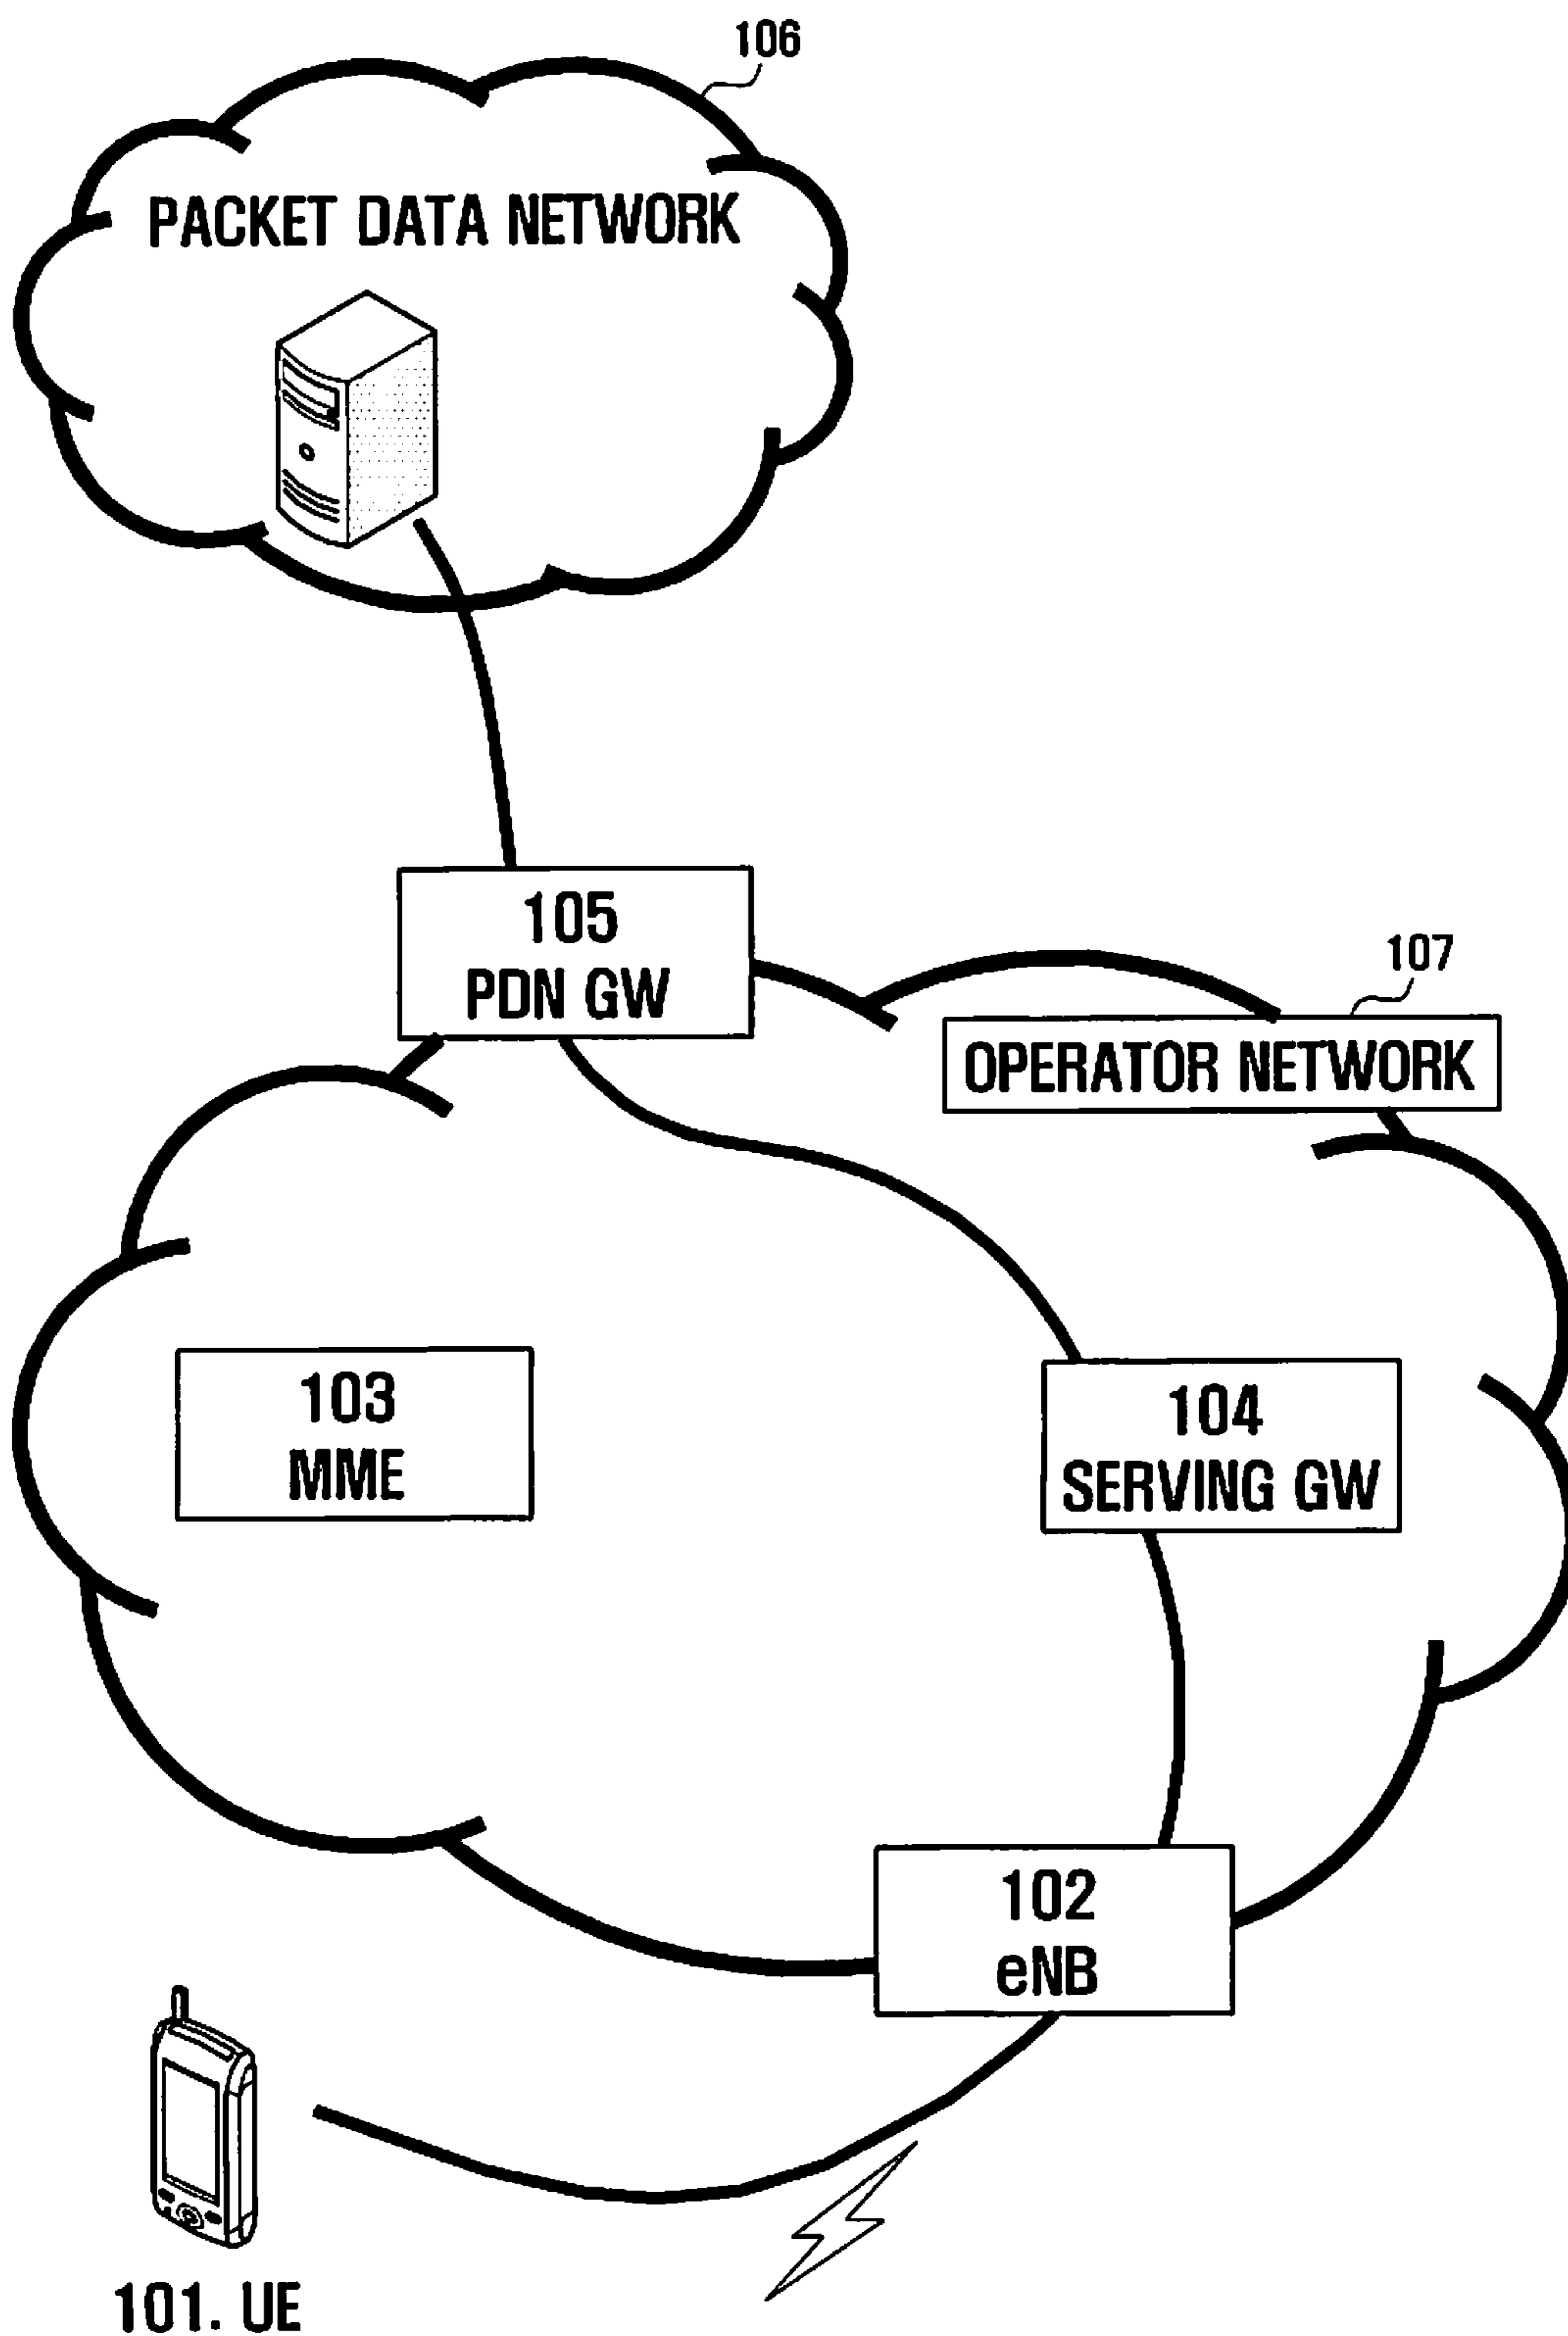 106
PACKET DATA NETWORK
105
PDN GW
107
OPERATOR NETWORK
103
MME
104
SERVING GW
102
eNB
101. UE